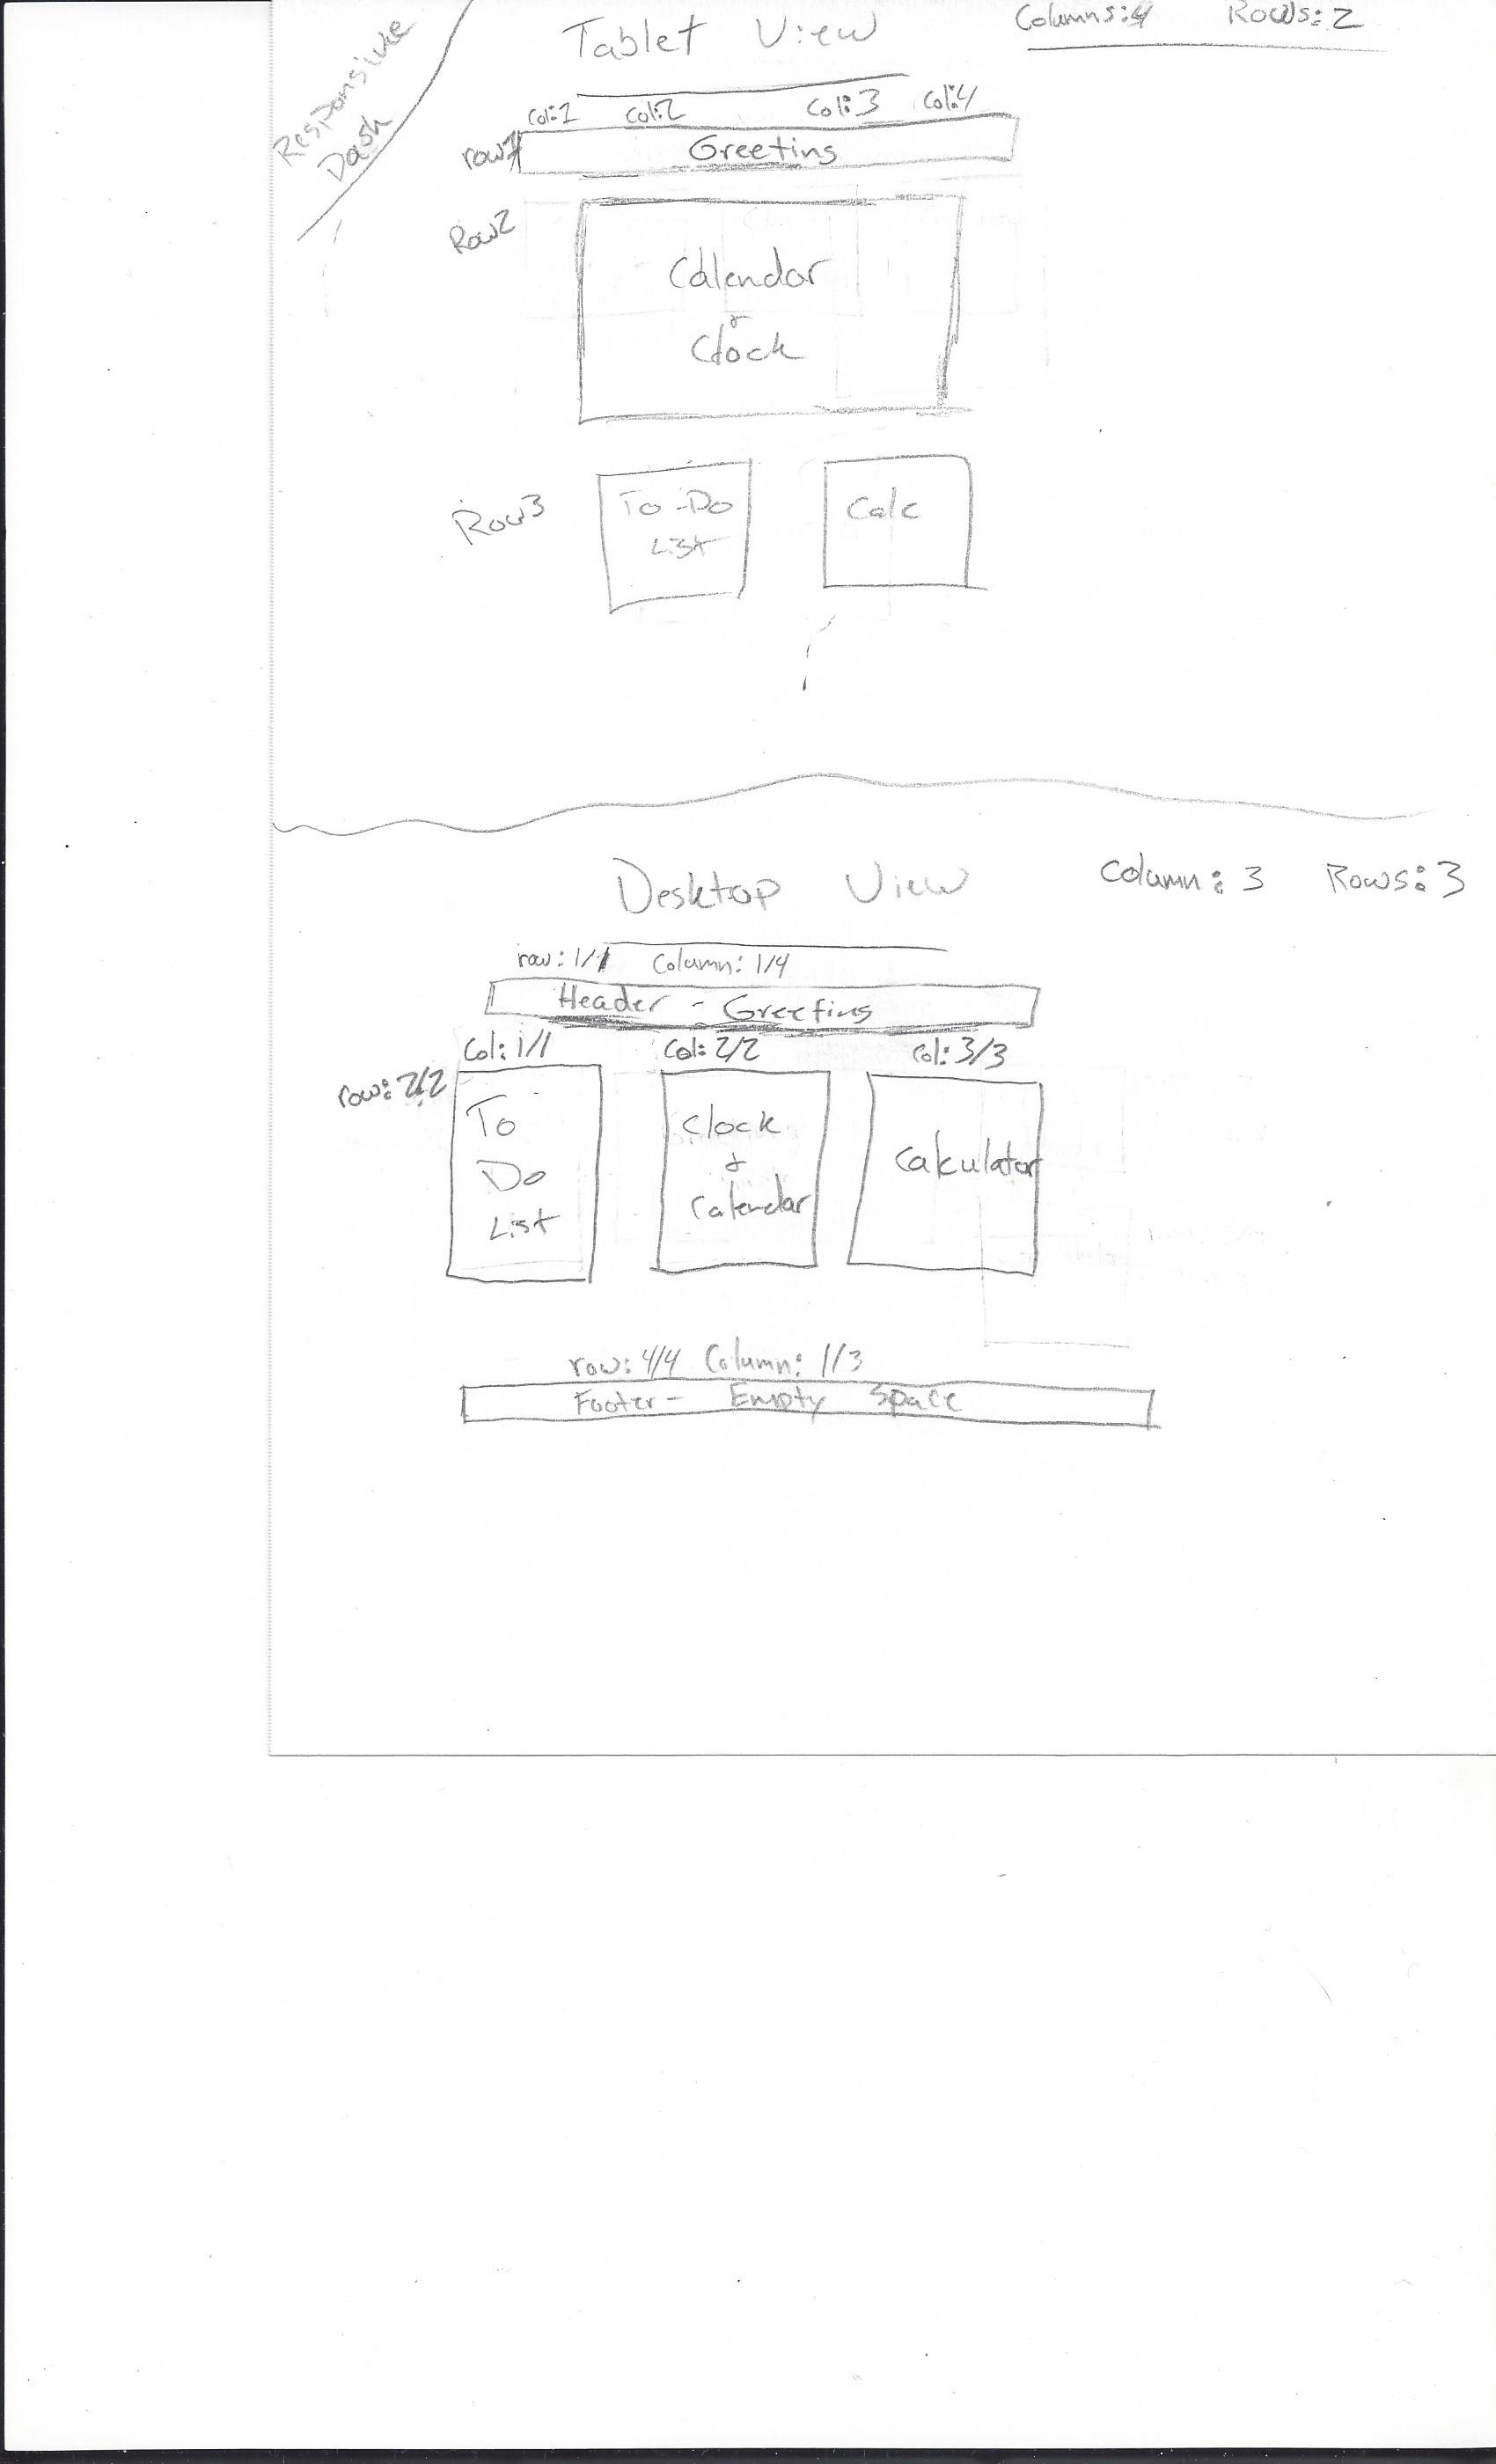 Responsive
Dash
Tablet View
Columns: 4 Rows: 2
Col:1 Col:2 Col:3 Col:4
row1
Greeting
Row2
Calendar
&
Clock
Row3
To-Do
List
Calc
Desktop View
Column: 3 Rows: 3
row: 1/1 Column: 1/4
Header - Greeting
Col: 1/1 Col: 2/2 Col: 3/3
row: 2/2
To
Do
List
Clock
&
Calendar
Calculator
row: 4/4 Column: 1/3
Footer - Empty Space